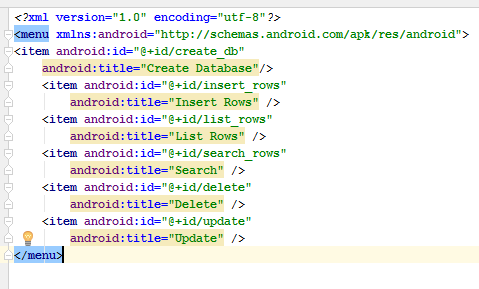 <?xml version="1.0" encoding="utf-8"?>
<menu xmlns:android="http://schemas.android.com/apk/res/android">
<item android:id="@+id/create_db"
    android:title="Create Database"/>
    <item android:id="@+id/insert_rows"
        android:title="Insert Rows" />
    <item android:id="@+id/list_rows"
        android:title="List Rows" />
    <item android:id="@+id/search_rows"
        android:title="Search" />
    <item android:id="@+id/delete"
        android:title="Delete" />
    <item android:id="@+id/update"
        android:title="Update" />
</menu>